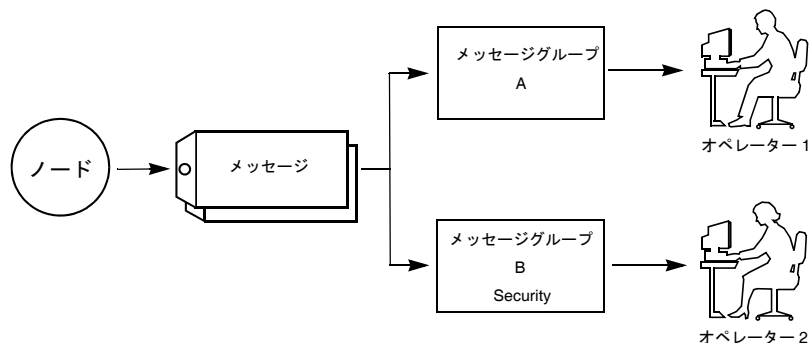 ノード
メッセージ
メッセージグループ
A
オペレーター 1
メッセージグループ
B
Security
オペレーター 2